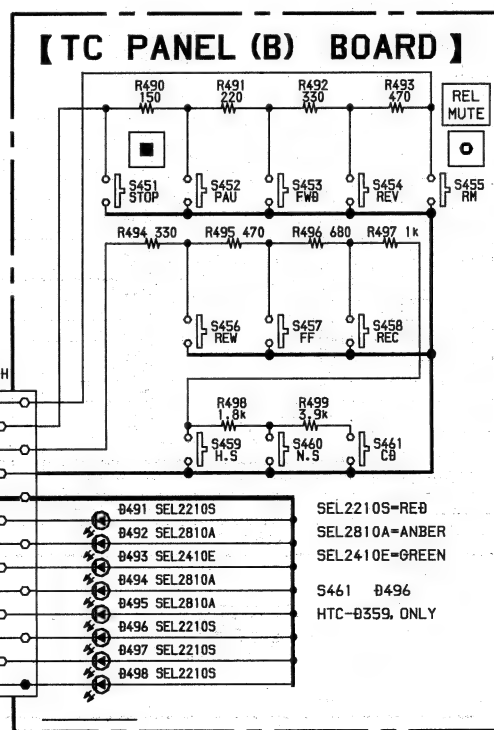 【TC PANEL (B) BOARD】
R490 R491 R492 R493
150 220 330 470
REL
MUTE
S451 S452 S453 S454 S455
STOP PAU FWD REV RM
R494 330 R495 470 R496 680 R497 1k
S456 S457 S458
REW FF REC
H
R498 R499
1.8k 3.9k
S459 S460 S461
H.S N.S CD
D491 SEL2210S
D492 SEL2810A
D493 SEL2410E
D494 SEL2810A
D495 SEL2810A
D496 SEL2210S
D497 SEL2210S
D498 SEL2210S
SEL2210S=RED
SEL2810A=ANBER
SEL2410E=GREEN
S461 D496
HTC-D359, ONLY